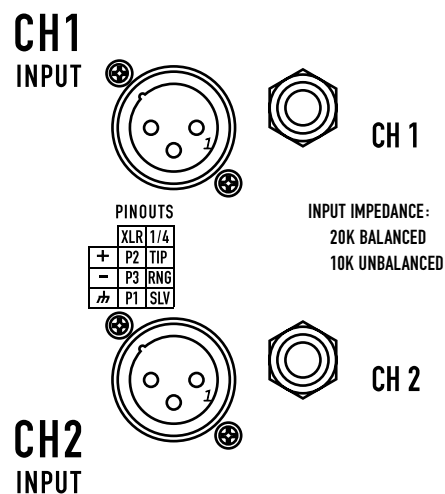 CH1
INPUT
1
CH 1
PINOUTS
XLR 1/4
+ P2 TIP
- P3 RNG
P1 SLV
INPUT IMPEDANCE:
20K BALANCED
10K UNBALANCED
1
CH 2
CH2
INPUT